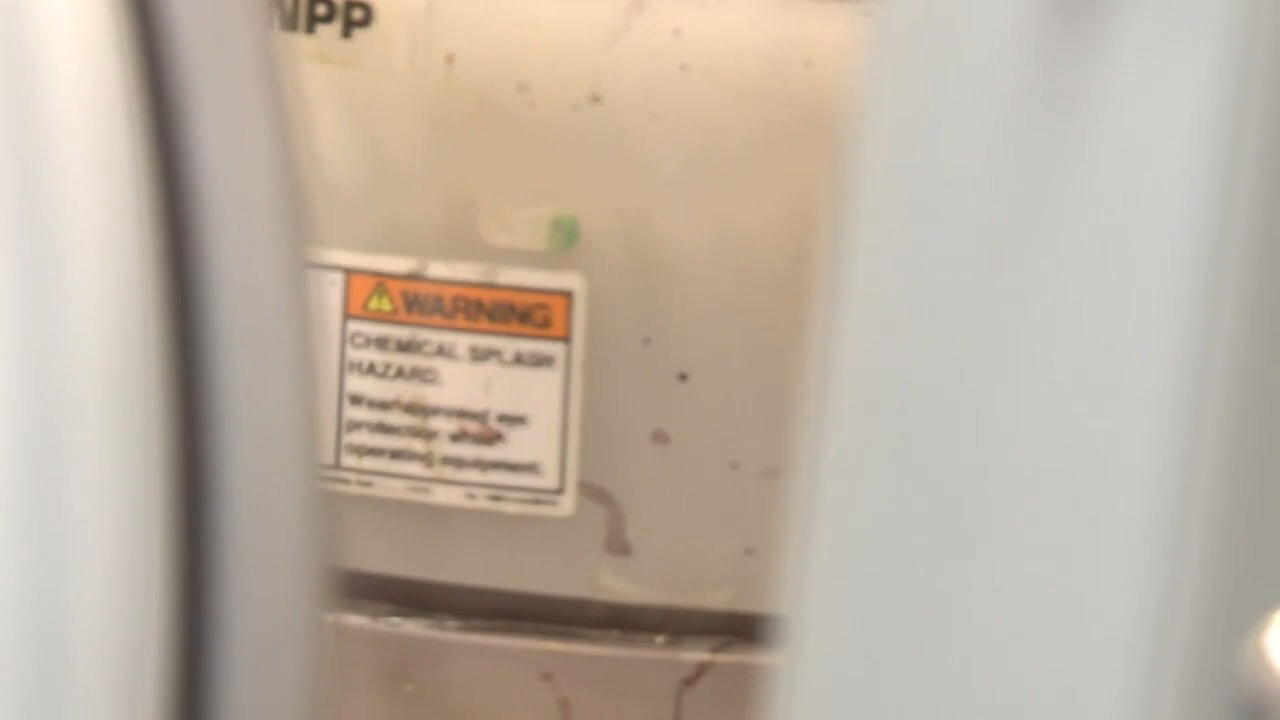 NPP
WARNING
CHEMICAL SPLASH
HAZARD.
Wear approved eye
protection while
operating equipment.